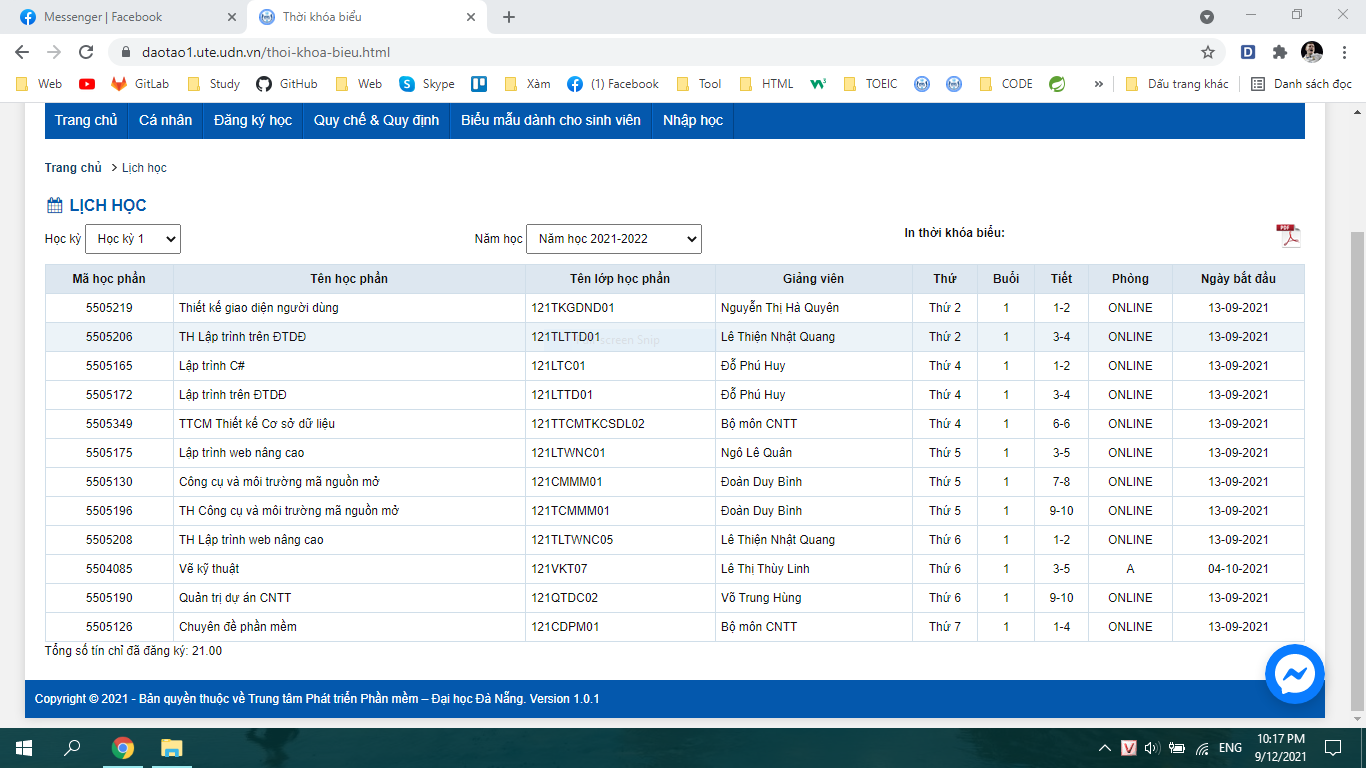 Messenger | Facebook
Thời khóa biểu
daotao1.ute.udn.vn/thoi-khoa-bieu.html
Web GitLab Study GitHub Web Skype Xàm (1) Facebook Tool HTML TOEIC CODE » Dấu trang khác Danh sách đọc
Trang chủ Cá nhân Đăng ký học Quy chế & Quy định Biểu mẫu dành cho sinh viên Nhập học
Trang chủ > Lịch học
LỊCH HỌC
Học kỳ Học kỳ 1 Năm học Năm học 2021-2022 In thời khóa biểu: PDF
Mã học phần Tên học phần Tên lớp học phần Giảng viên Thứ Buổi Tiết Phòng Ngày bắt đầu
5505219 Thiết kế giao diện người dùng 121TKGDND01 Nguyễn Thị Hà Quyên Thứ 2 1 1-2 ONLINE 13-09-2021
5505206 TH Lập trình trên ĐTDĐ 121TLTTD01 Lê Thiện Nhật Quang Thứ 2 1 3-4 ONLINE 13-09-2021
5505165 Lập trình C# 121LTC01 Đỗ Phú Huy Thứ 4 1 1-2 ONLINE 13-09-2021
5505172 Lập trình trên ĐTDĐ 121LTTD01 Đỗ Phú Huy Thứ 4 1 3-4 ONLINE 13-09-2021
5505349 TTCM Thiết kế Cơ sở dữ liệu 121TTCMTKCSDL02 Bộ môn CNTT Thứ 4 1 6-6 ONLINE 13-09-2021
5505175 Lập trình web nâng cao 121LTWNC01 Ngô Lê Quân Thứ 5 1 3-5 ONLINE 13-09-2021
5505130 Công cụ và môi trường mã nguồn mở 121CMMM01 Đoàn Duy Bình Thứ 5 1 7-8 ONLINE 13-09-2021
5505196 TH Công cụ và môi trường mã nguồn mở 121TCMMM01 Đoàn Duy Bình Thứ 5 1 9-10 ONLINE 13-09-2021
5505208 TH Lập trình web nâng cao 121TLTWNC05 Lê Thiện Nhật Quang Thứ 6 1 1-2 ONLINE 13-09-2021
5504085 Vẽ kỹ thuật 121VKT07 Lê Thị Thùy Linh Thứ 6 1 3-5 A 04-10-2021
5505190 Quản trị dự án CNTT 121QTDC02 Võ Trung Hùng Thứ 6 1 9-10 ONLINE 13-09-2021
5505126 Chuyên đề phần mềm 121CDPM01 Bộ môn CNTT Thứ 7 1 1-4 ONLINE 13-09-2021
Tổng số tín chỉ đã đăng ký: 21.00
Copyright © 2021 - Bản quyền thuộc về Trung tâm Phát triển Phần mềm – Đại học Đà Nẵng. Version 1.0.1
ENG
10:17 PM
9/12/2021